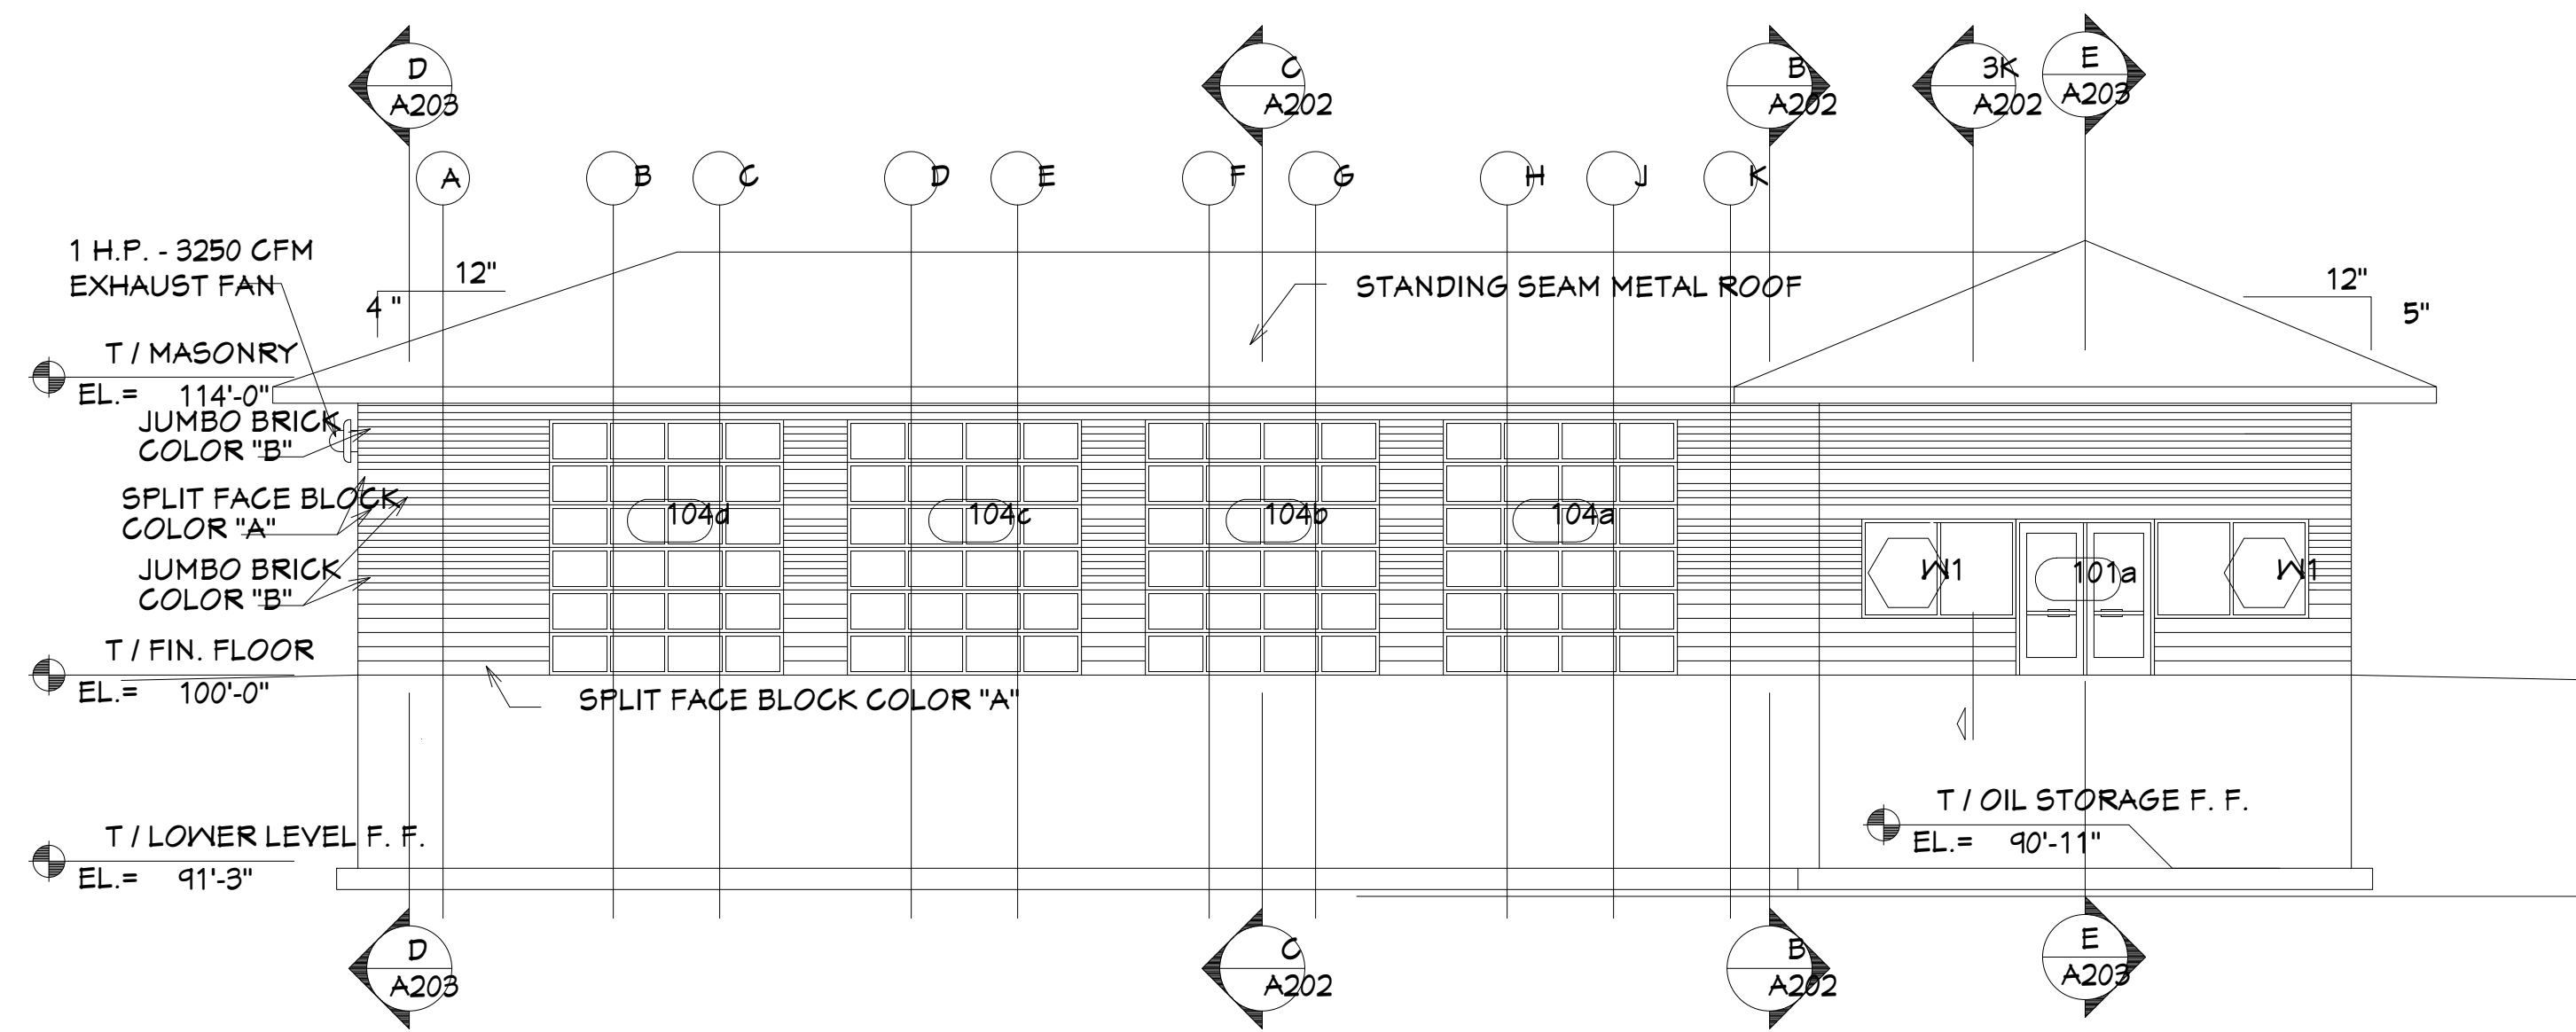 D
A203
C
A202
B
A202
3K
A202
E
A203
A
B
C
D
E
F
G
H
J
K
1 H.P. - 3250 CFM
EXHAUST FAN
12"
4 "
STANDING SEAM METAL ROOF
12"
5"
T / MASONRY
EL.= 114'-0"
JUMBO BRICK
COLOR "B"
SPLIT FACE BLOCK
COLOR "A"
104d
104c
104b
104a
JUMBO BRICK
COLOR "B"
W1
101a
W1
T / FIN. FLOOR
EL.= 100'-0"
SPLIT FACE BLOCK COLOR "A"
T / OIL STORAGE F. F.
EL.= 90'-11"
T / LOWER LEVEL F. F.
EL.= 91'-3"
D
A203
C
A202
B
A202
E
A203